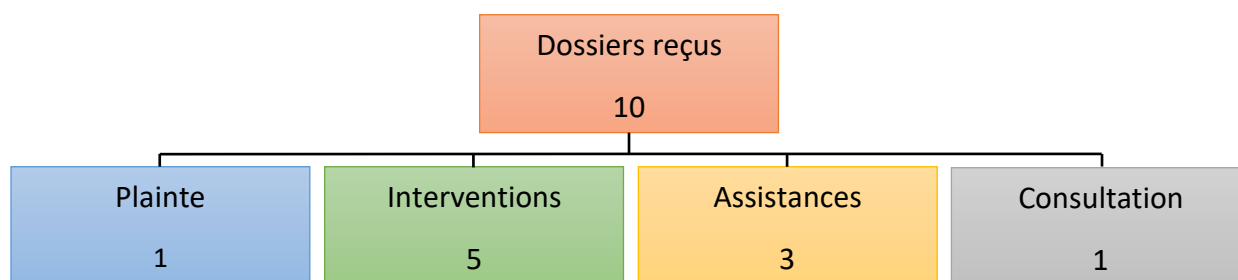 Dossiers reçus
10
Plainte
1
Interventions
5
Assistances
3
Consultation
1